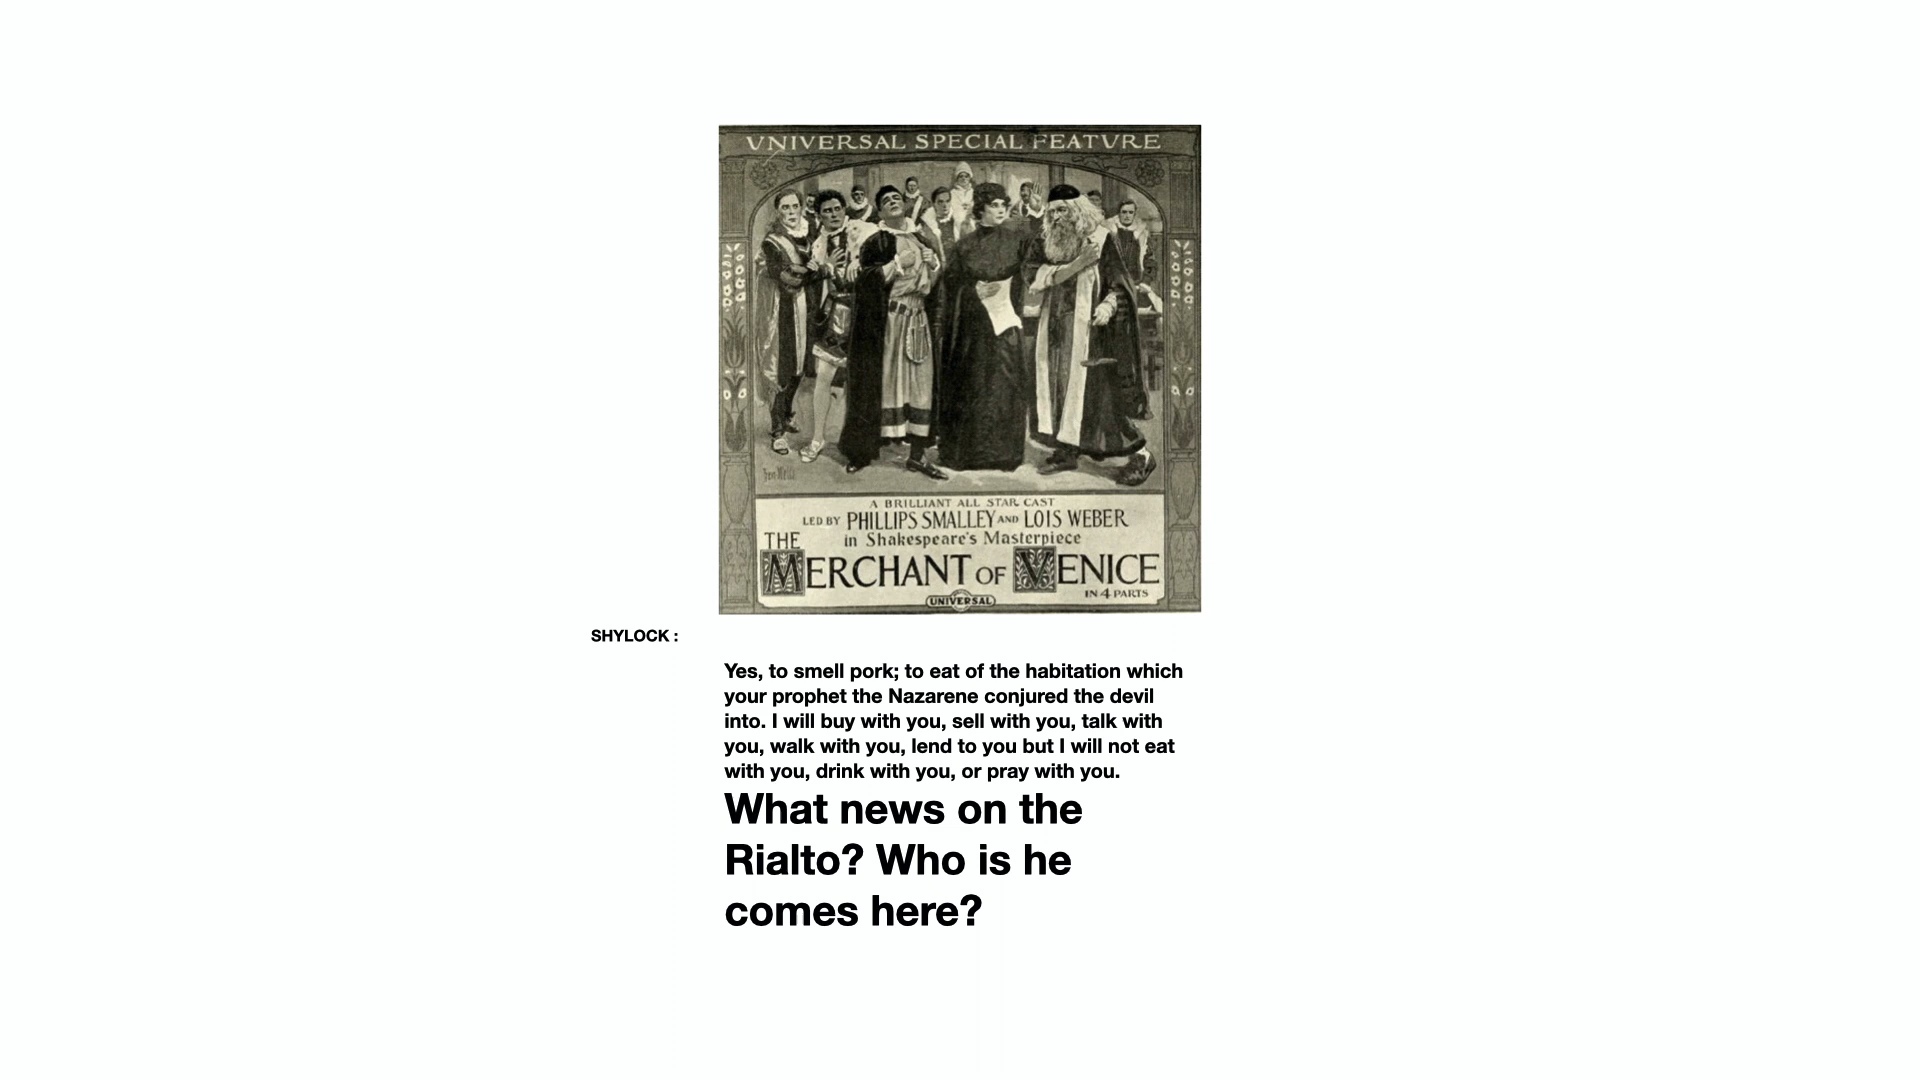 UNIVERSAL SPECIAL FEATURE
Ben Wells
A BRILLIANT ALL STAR CAST
LED BY PHILLIPS SMALLEY AND LOIS WEBER
in Shakespeare's Masterpiece
THE
MERCHANT OF VENICE
IN 4 PARTS
UNIVERSAL
SHYLOCK :
Yes, to smell pork; to eat of the habitation which
your prophet the Nazarene conjured the devil
into. I will buy with you, sell with you, talk with
you, walk with you, lend to you but I will not eat
with you, drink with you, or pray with you.
What news on the
Rialto? Who is he
comes here?